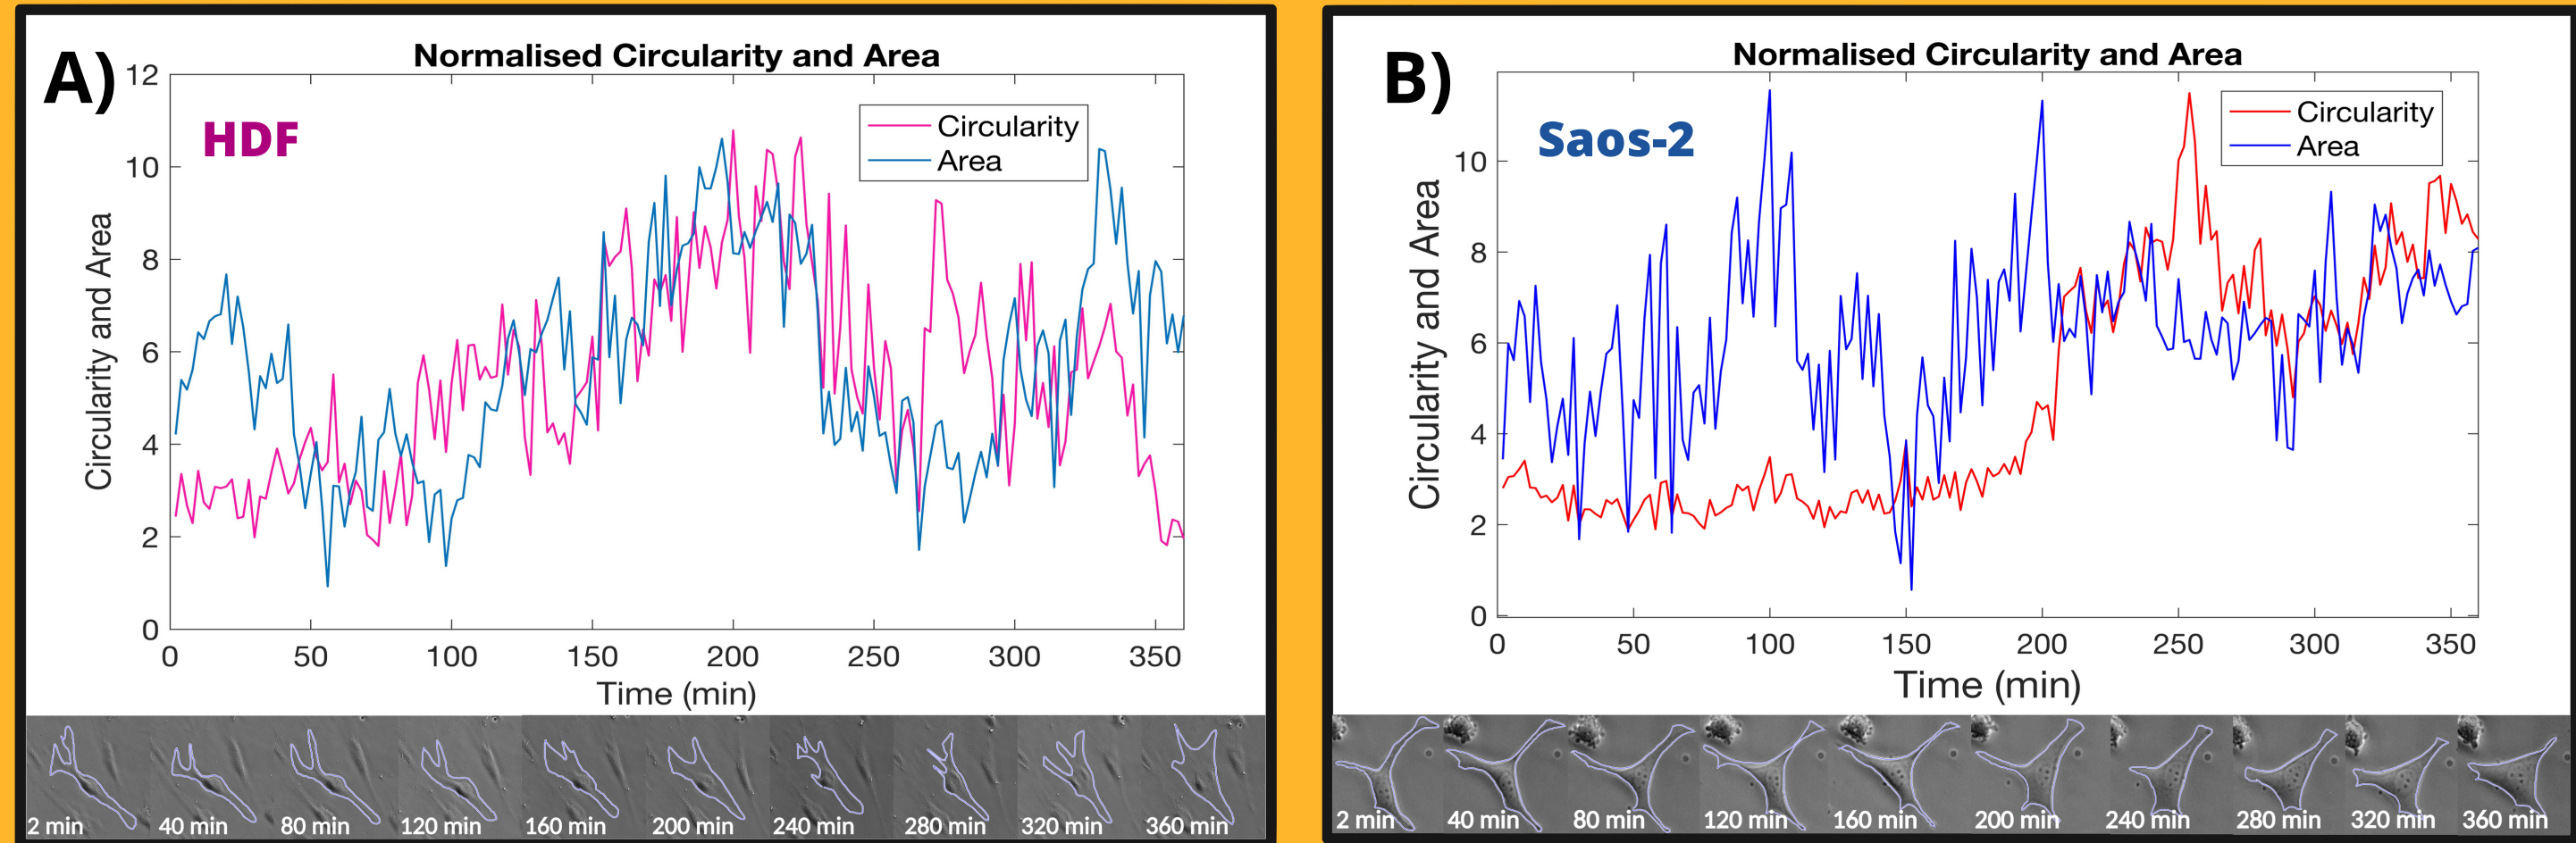 A)
Normalised Circularity and Area
HDF
Circularity
Area
Circularity and Area
12
10
8
6
4
2
0
0 50 100 150 200 250 300 350
Time (min)
2 min 40 min 80 min 120 min 160 min 200 min 240 min 280 min 320 min 360 min
B)
Normalised Circularity and Area
Saos-2
Circularity
Area
Circularity and Area
10
8
6
4
2
0
0 50 100 150 200 250 300 350
Time (min)
2 min 40 min 80 min 120 min 160 min 200 min 240 min 280 min 320 min 360 min